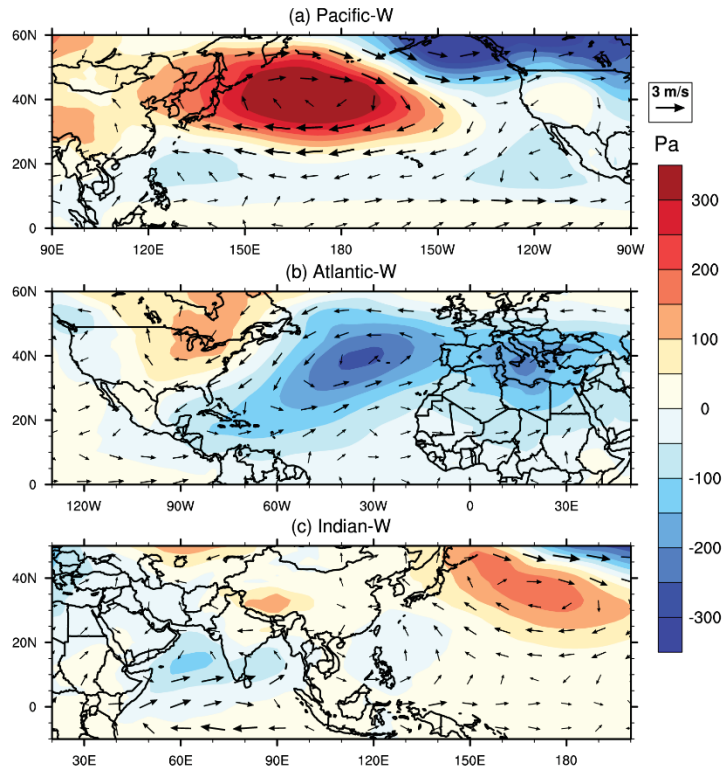 (a) Pacific-W
60N
40N
20N
0
90E 120E 150E 180 150W 120W 90W
3 m/s
Pa
300
200
100
0
-100
-200
-300
(b) Atlantic-W
60N
40N
20N
0
120W 90W 60W 30W 0 30E
(c) Indian-W
40N
20N
0
30E 60E 90E 120E 150E 180